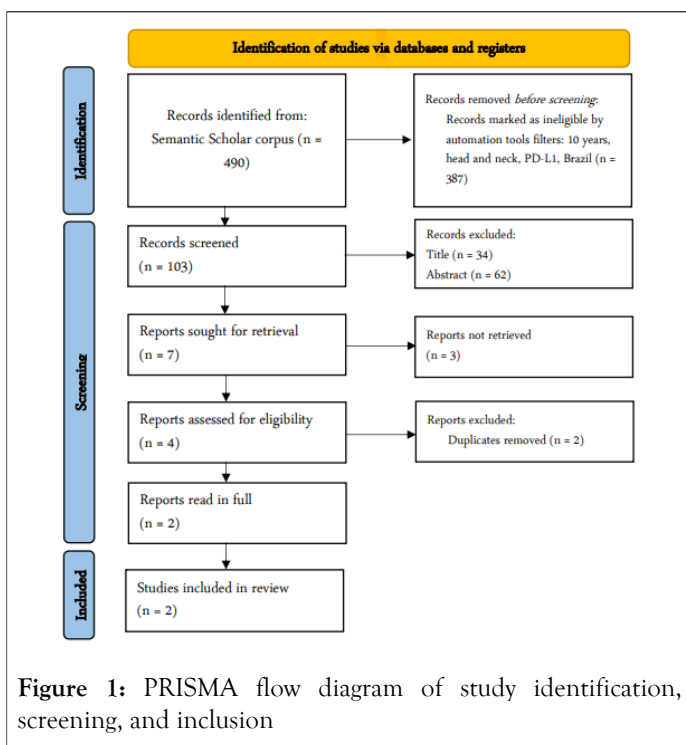 Identification of studies via databases and registers
Identification
Records identified from:
Semantic Scholar corpus (n =
490)
Records removed before screening:
Records marked as ineligible by
automation tools filters: 10 years,
head and neck, PD-L1, Brazil (n =
387)
Screening
Records screened
(n = 103)
Records excluded:
Title (n = 34)
Abstract (n = 62)
Reports sought for retrieval
(n = 7)
Reports not retrieved
(n = 3)
Reports assessed for eligibility
(n = 4)
Reports excluded:
Duplicates removed (n = 2)
Reports read in full
(n = 2)
Included
Studies included in review
(n = 2)
Figure 1: PRISMA flow diagram of study identification,
screening, and inclusion